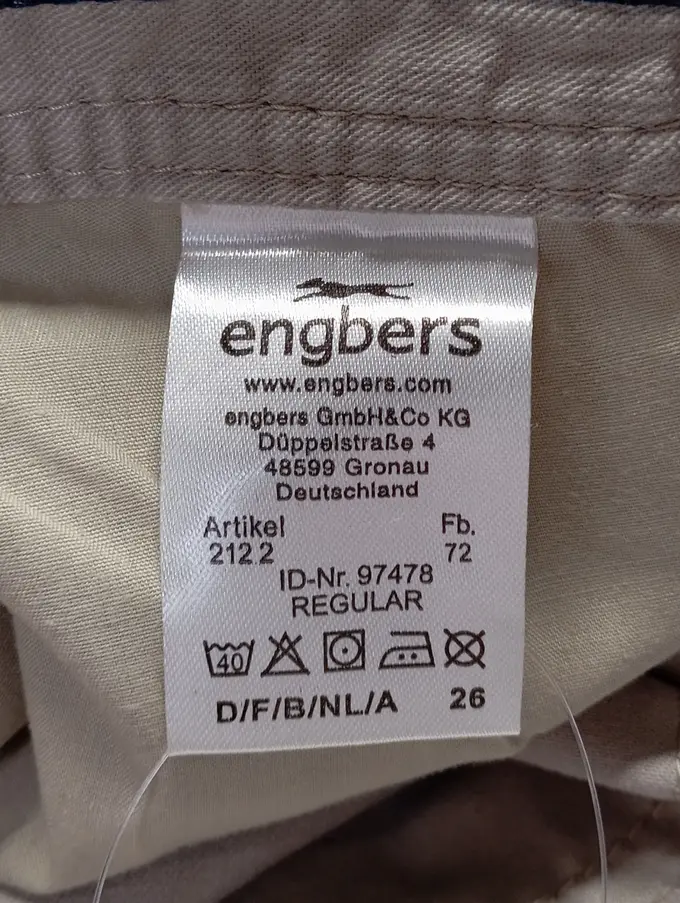 engbers
www.engbers.com
engbers GmbH&Co KG
Düppelstraße 4
48599 Gronau
Deutschland
Artikel Fb.
212 2 72
ID-Nr. 97478
REGULAR
40
D/F/B/NL/A 26